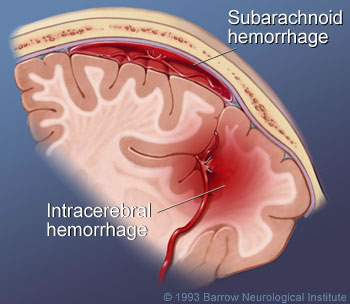 Subarachnoid
hemorrhage
Intracerebral
hemorrhage
© 1993 Barrow Neurological Institute